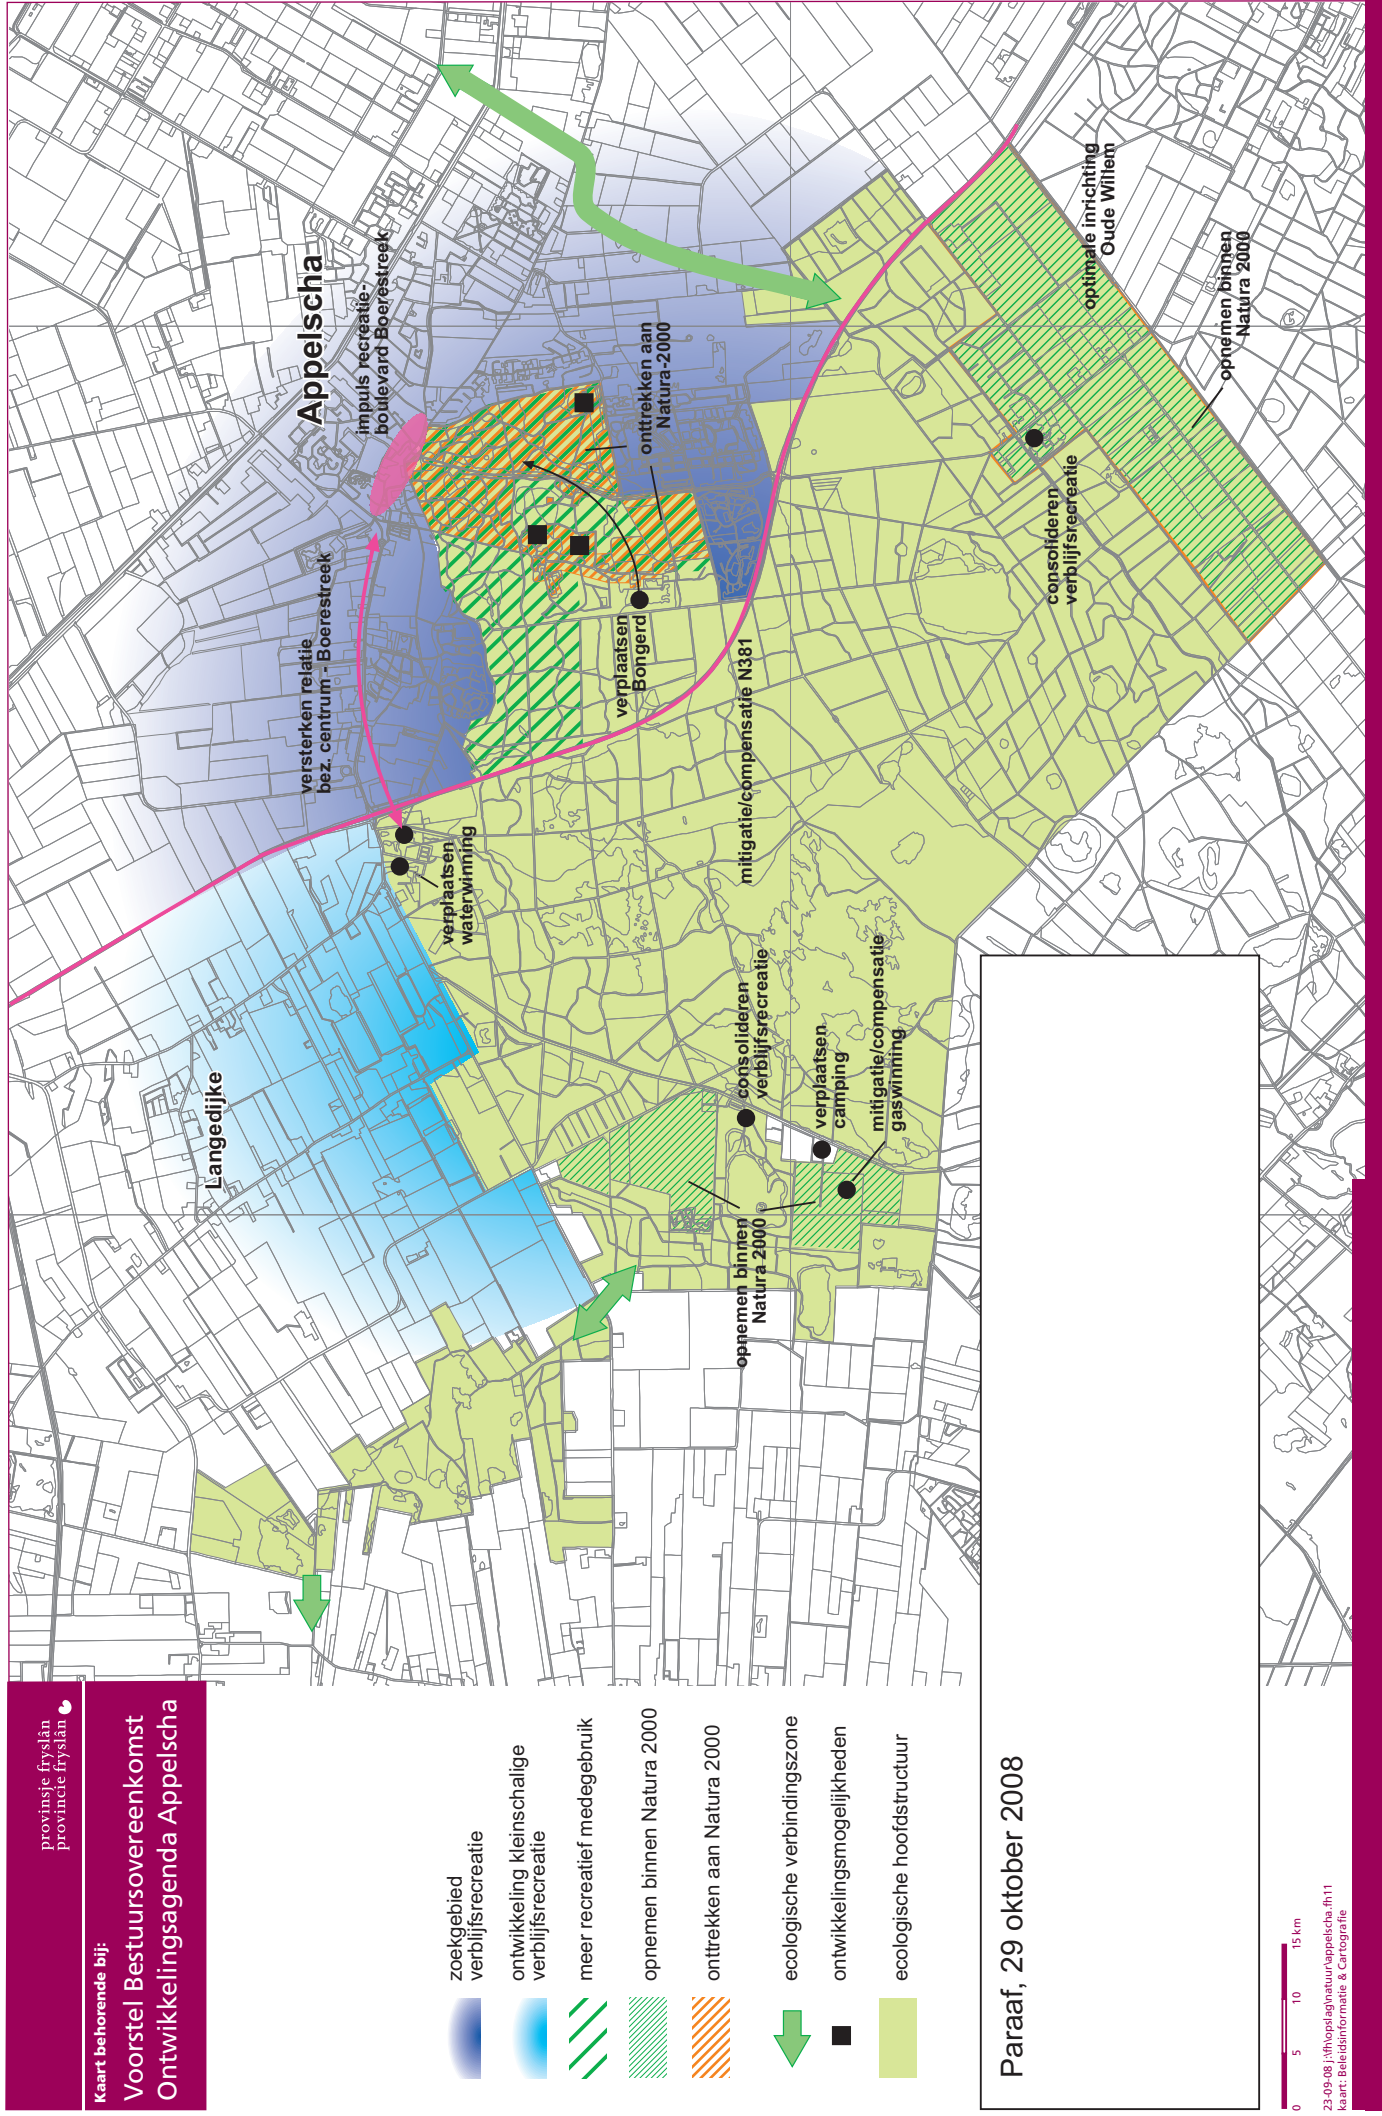 provinsje fryslân
provincie fryslân
Kaart behorende bij:
Voorstel Bestuursovereenkomst
Ontwikkelingsagenda Appelscha
zoekgebied
verblijfsrecreatie
ontwikkeling kleinschalige
verblijfsrecreatie
meer recreatief medegebruik
opnemen binnen Natura 2000
onttrekken aan Natura 2000
ecologische verbindingszone
ontwikkelingsmogelijkheden
ecologische hoofdstructuur
Paraaf, 29 oktober 2008
0 5 10 15 km
23-09-08 j:\fh\opslag\natuur\appelscha.fh11
kaart: Beleidsinformatie & Cartografie
Langedijke
Appelscha
impuls recreatie-
boulevard Boerestreek
versterken relatie
bez. centrum - Boerestreek
verplaatsen
waterwinning
onttrekken aan
Natura-2000
verplaatsen
Bongerd
mitigatie/compensatie N381
opnemen binnen
Natura 2000
consolideren
verblijfsrecreatie
verplaatsen
camping
mitigatie/compensatie
gaswinning
consolideren
verblijfsrecreatie
optimale inrichting
Oude Willem
opnemen binnen
Natura 2000